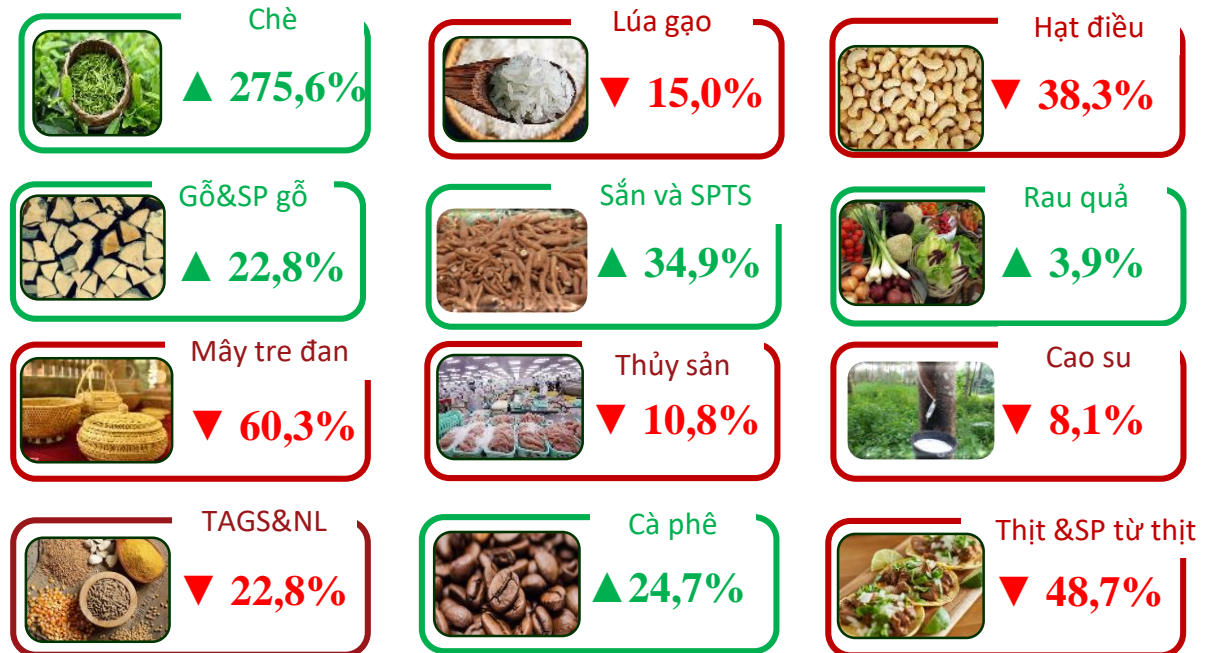 Chè
▲ 275,6%
Lúa gạo
▼ 15,0%
Hạt điều
▼ 38,3%
Gỗ&SP gỗ
▲ 22,8%
Sắn và SPTS
▲ 34,9%
Rau quả
▲ 3,9%
Mây tre đan
▼ 60,3%
Thủy sản
▼ 10,8%
Cao su
▼ 8,1%
TAGS&NL
▼ 22,8%
Cà phê
▲24,7%
Thịt &SP từ thịt
▼ 48,7%